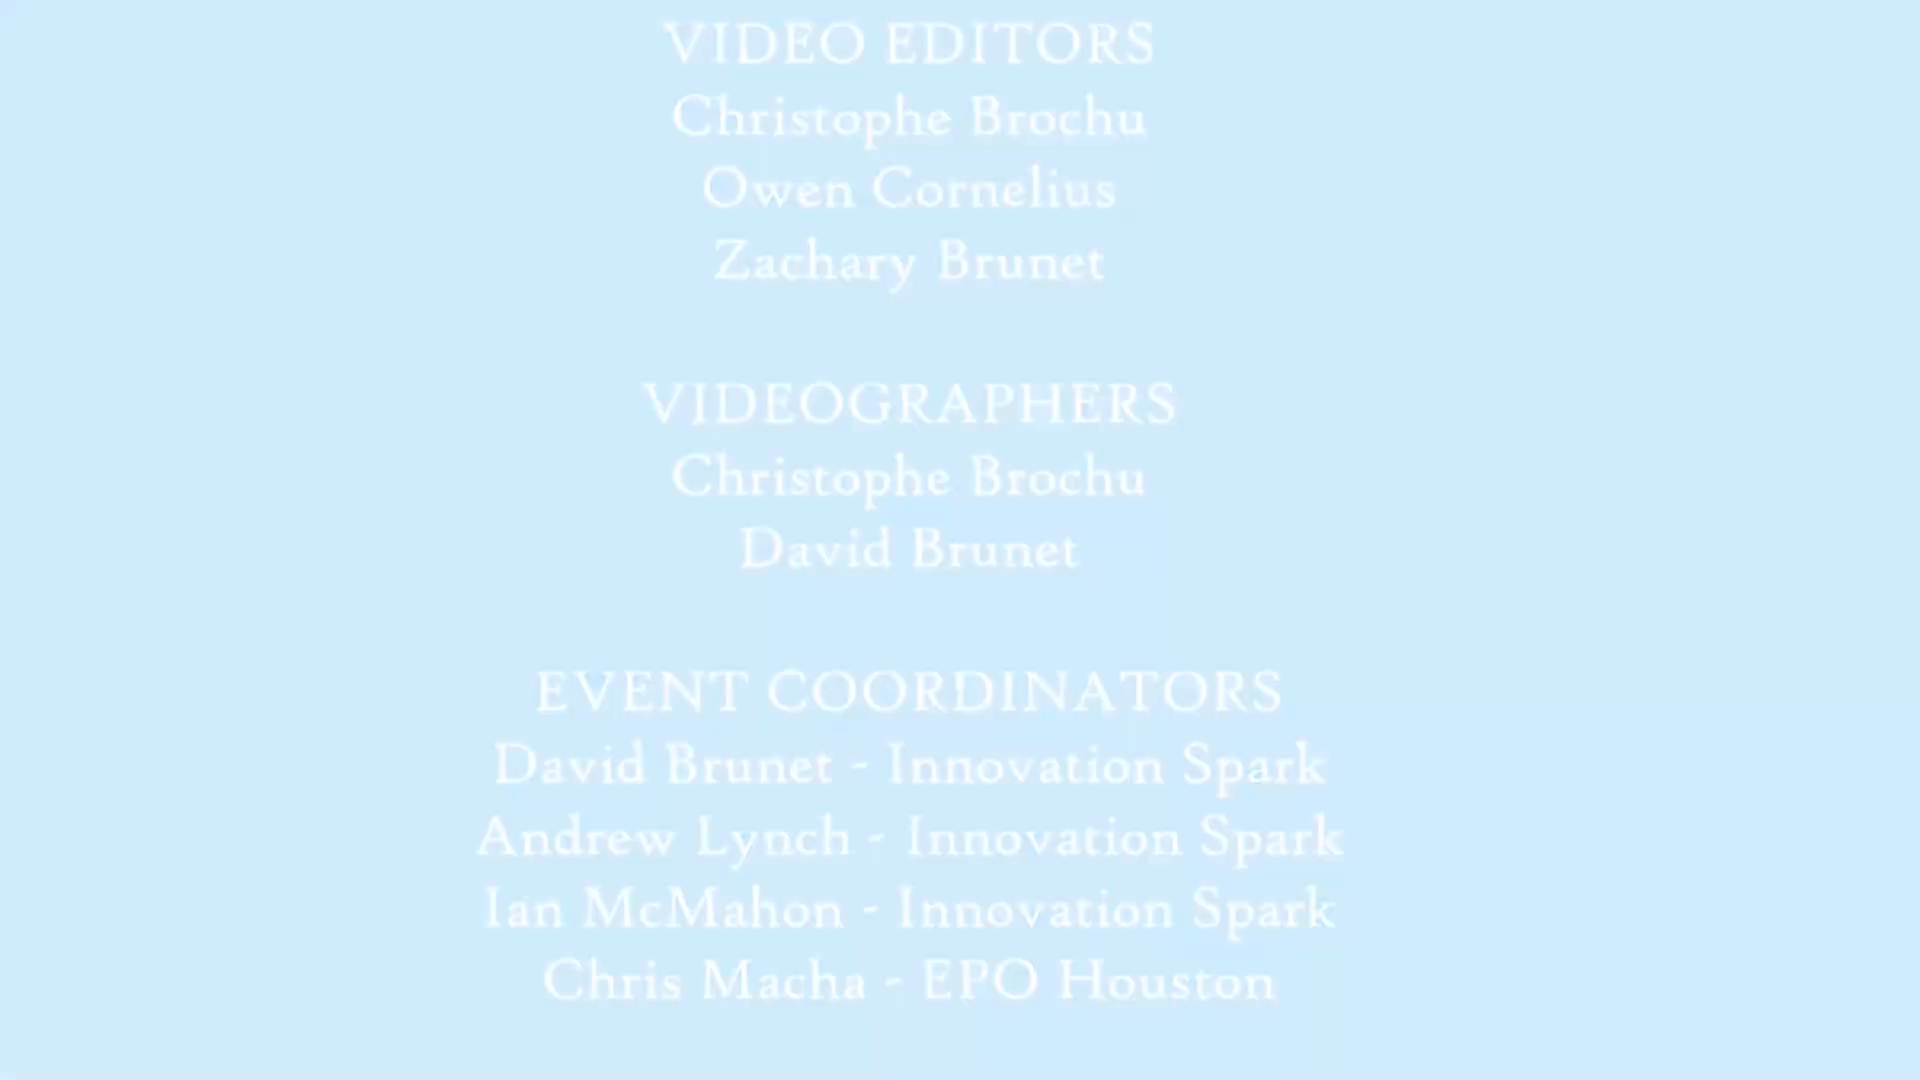 VIDEO EDITORS
Christophe Brochu
Owen Cornelius
Zachary Brunet
VIDEOGRAPHERS
Christophe Brochu
David Brunet
EVENT COORDINATORS
David Brunet - Innovation Spark
Andrew Lynch - Innovation Spark
Ian McMahon - Innovation Spark
Chris Macha - EPO Houston